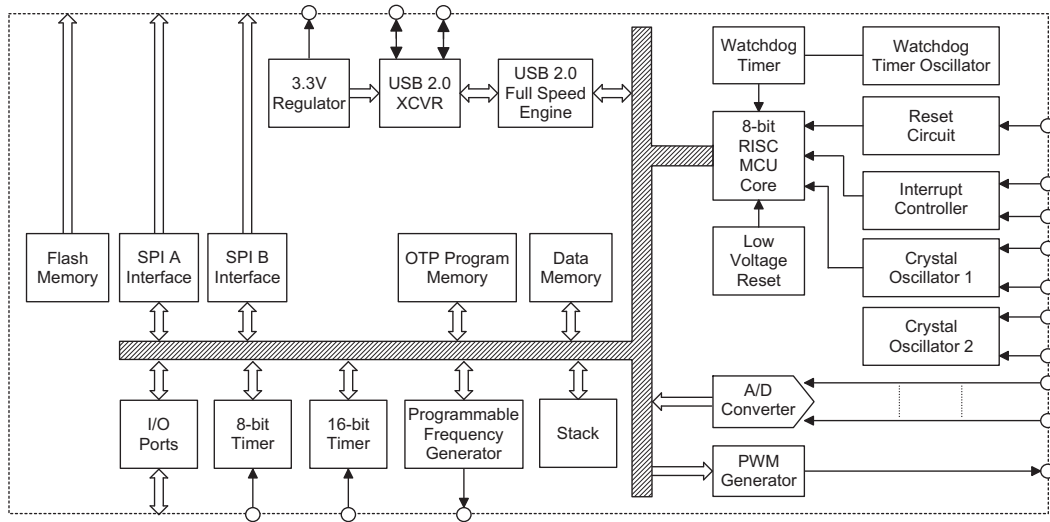 3.3V
Regulator
USB 2.0
XCVR
USB 2.0
Full Speed
Engine
Watchdog
Timer
Watchdog
Timer Oscillator
8-bit
RISC
MCU
Core
Reset
Circuit
Interrupt
Controller
Flash
Memory
SPI A
Interface
SPI B
Interface
OTP Program
Memory
Data
Memory
Low
Voltage
Reset
Crystal
Oscillator 1
Crystal
Oscillator 2
I/O
Ports
8-bit
Timer
16-bit
Timer
Programmable
Frequency
Generator
Stack
A/D
Converter
PWM
Generator